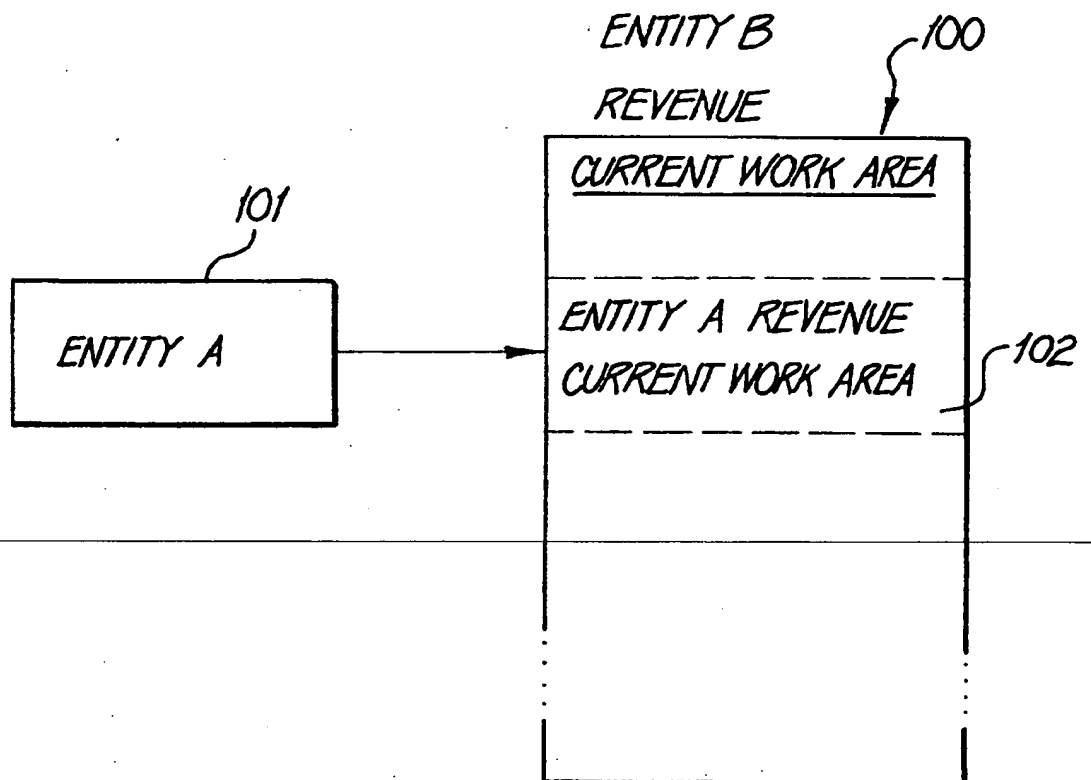 ENTITY B
100
REVENUE
CURRENT WORK AREA
101
ENTITY A
ENTITY A REVENUE
102
CURRENT WORK AREA